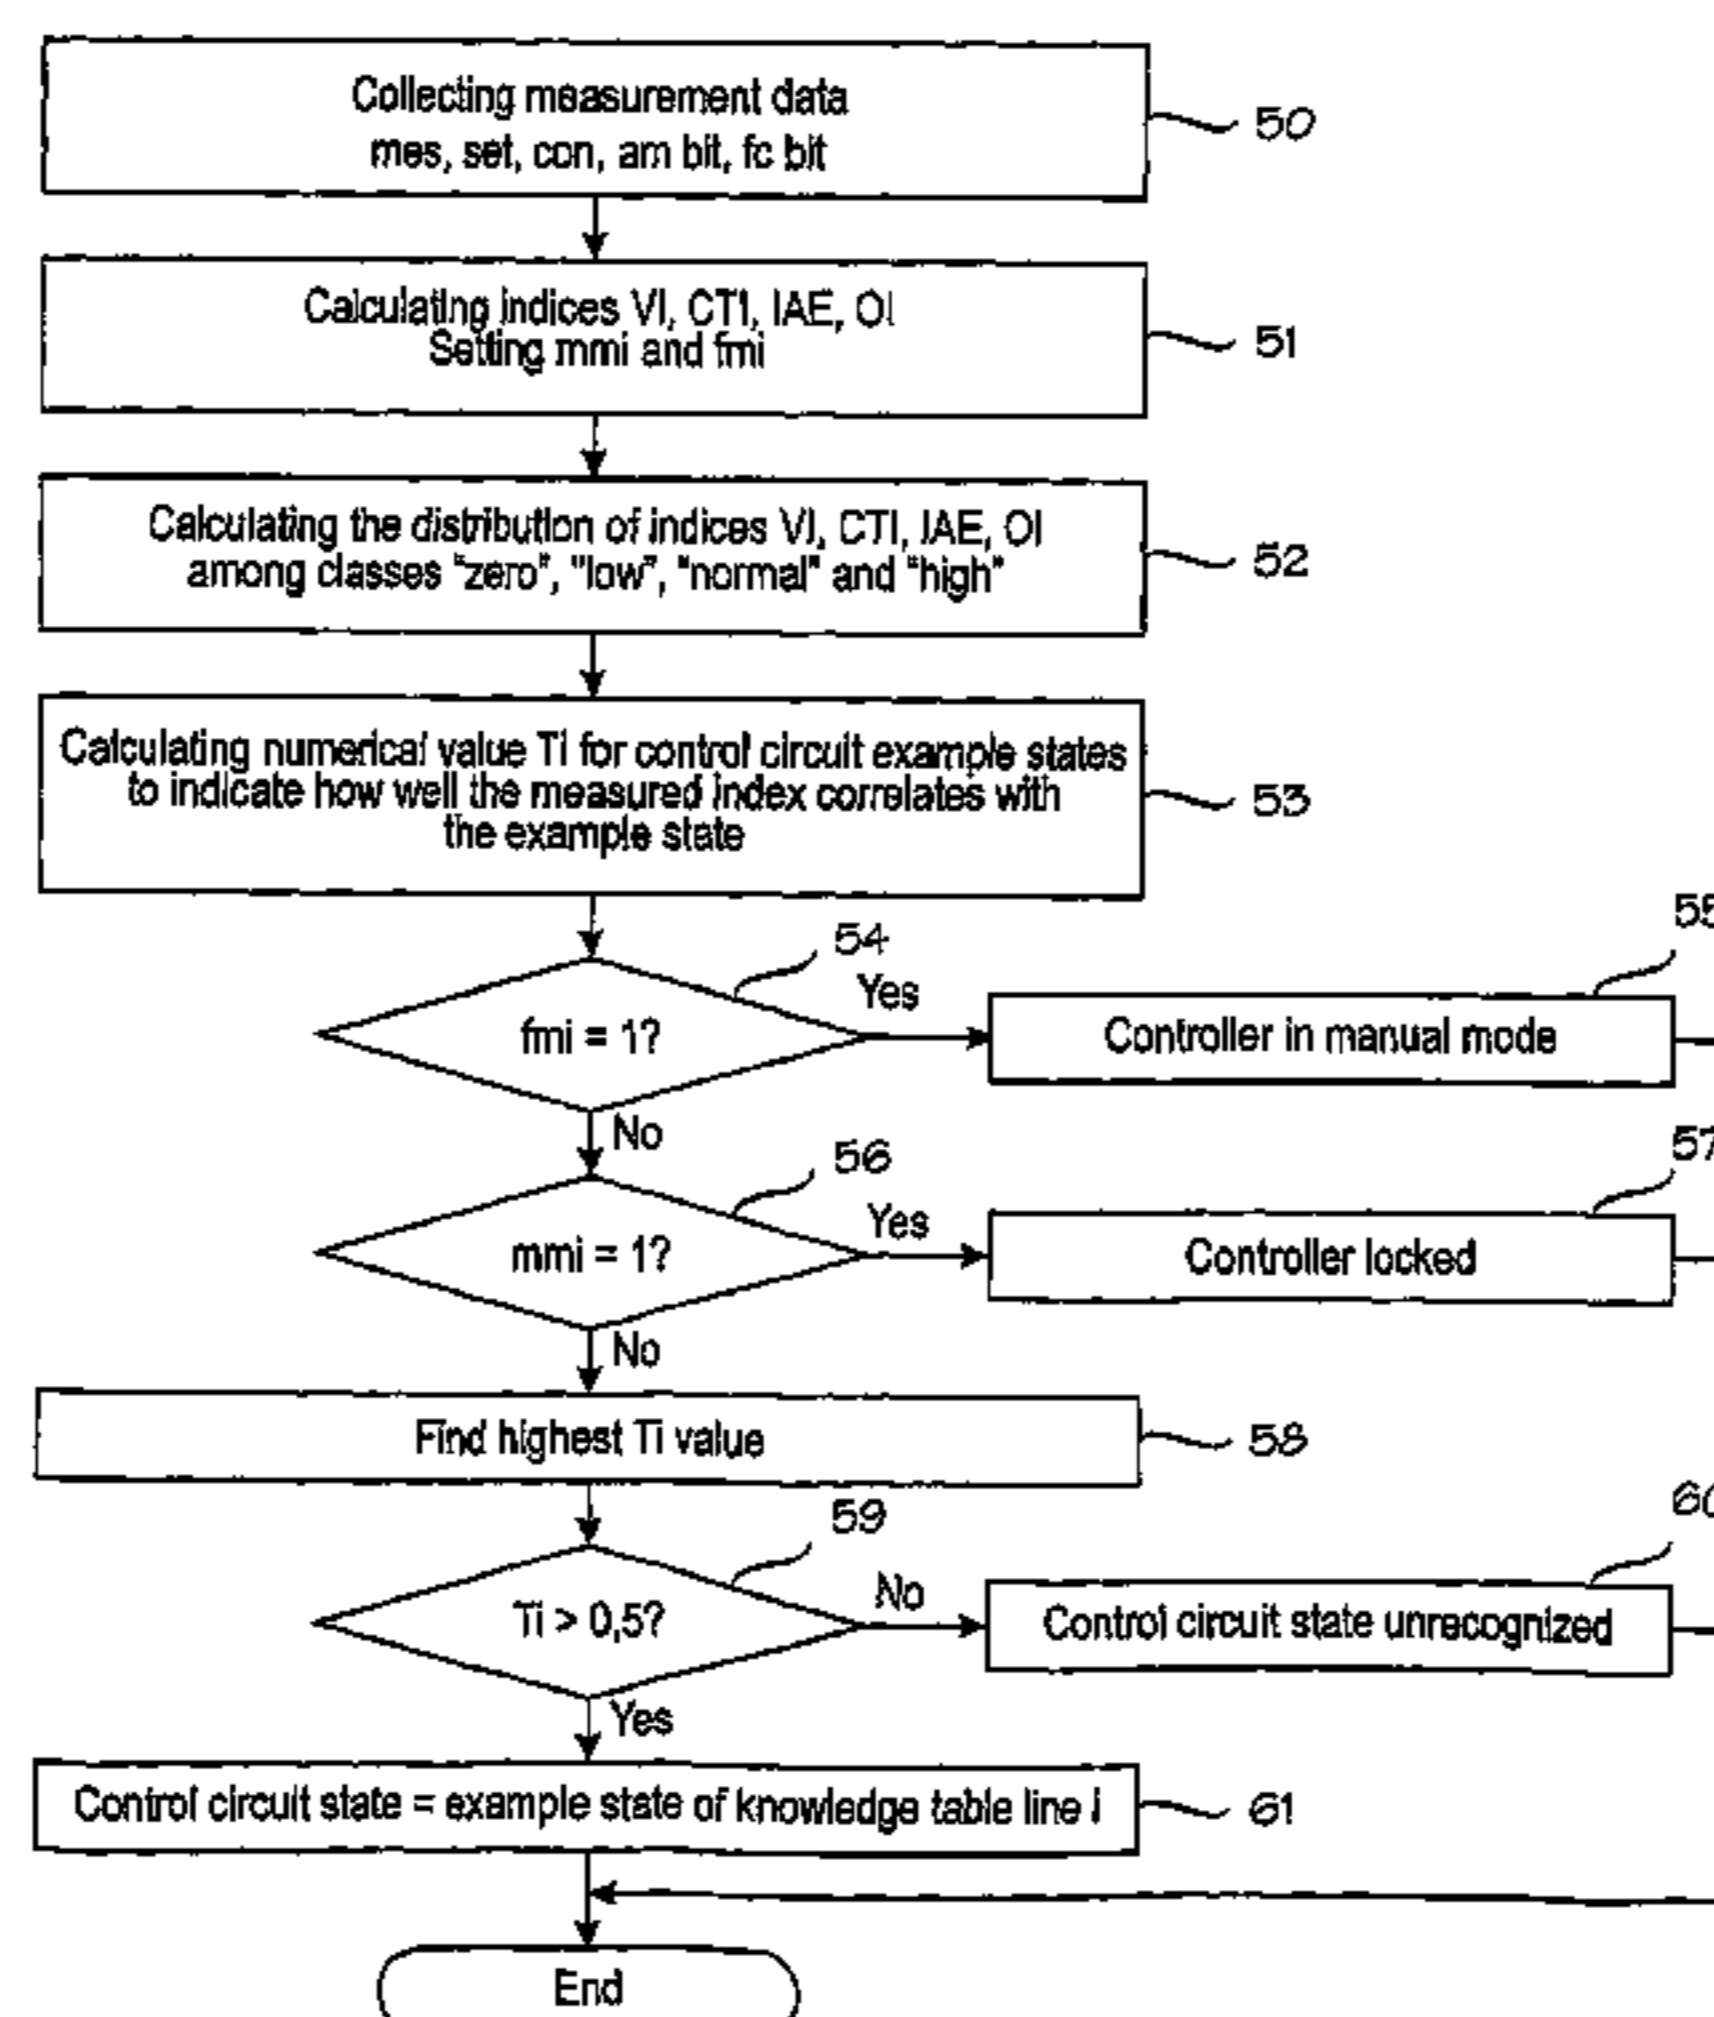 Collecting measurement data
mes, set, con, am bit, fc bit
50
Calculating indices VI, CTI, IAE, OI
Setting mmi and fmi
51
Calculating the distribution of indices VI, CTI, IAE, OI
among classes "zero", "low", "normal" and "high"
52
Calculating numerical value Ti for control circuit example states
to indicate how well the measured index correlates with
the example state
53
54
55
fmi = 1?
Yes
Controller in manual mode
No
56
57
mmi = 1?
Yes
Controller locked
No
Find highest Ti value
58
59
60
Ti > 0,5?
No
Control circuit state unrecognized
Yes
Control circuit state = example state of knowledge table line i
61
End